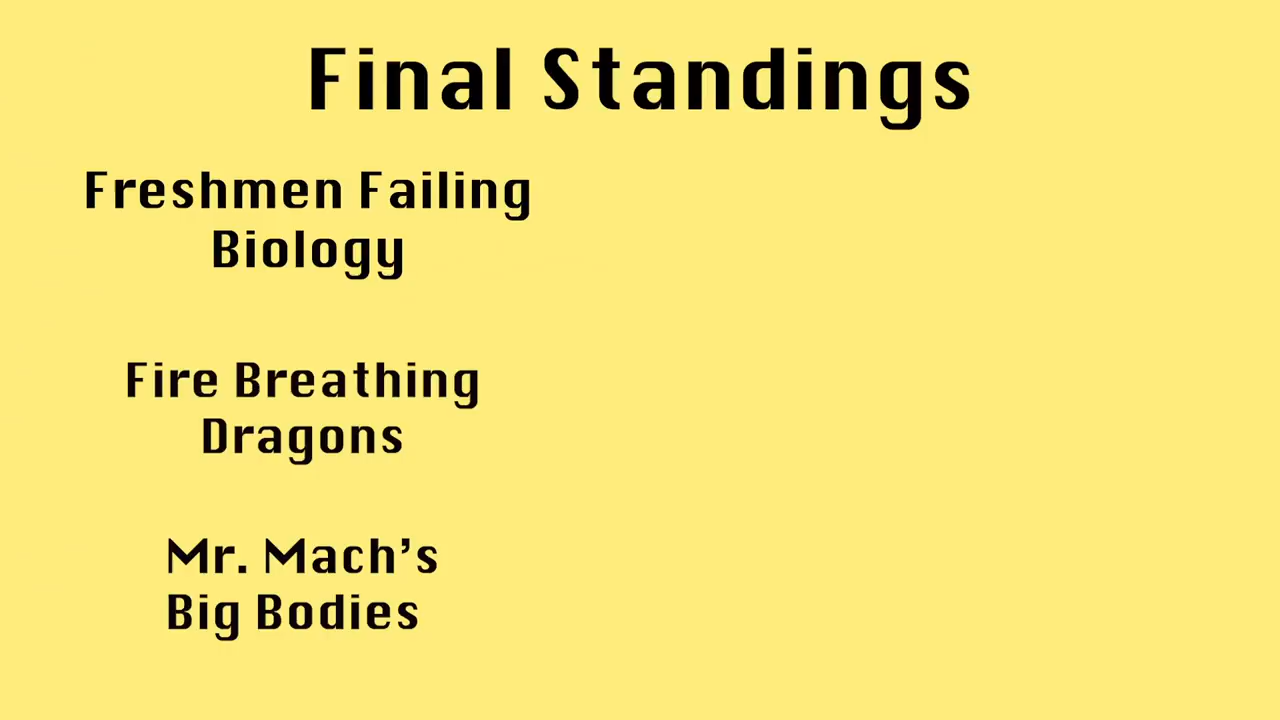 Final Standings
Freshmen Failing
Biology
Fire Breathing
Dragons
Mr. Mach’s
Big Bodies